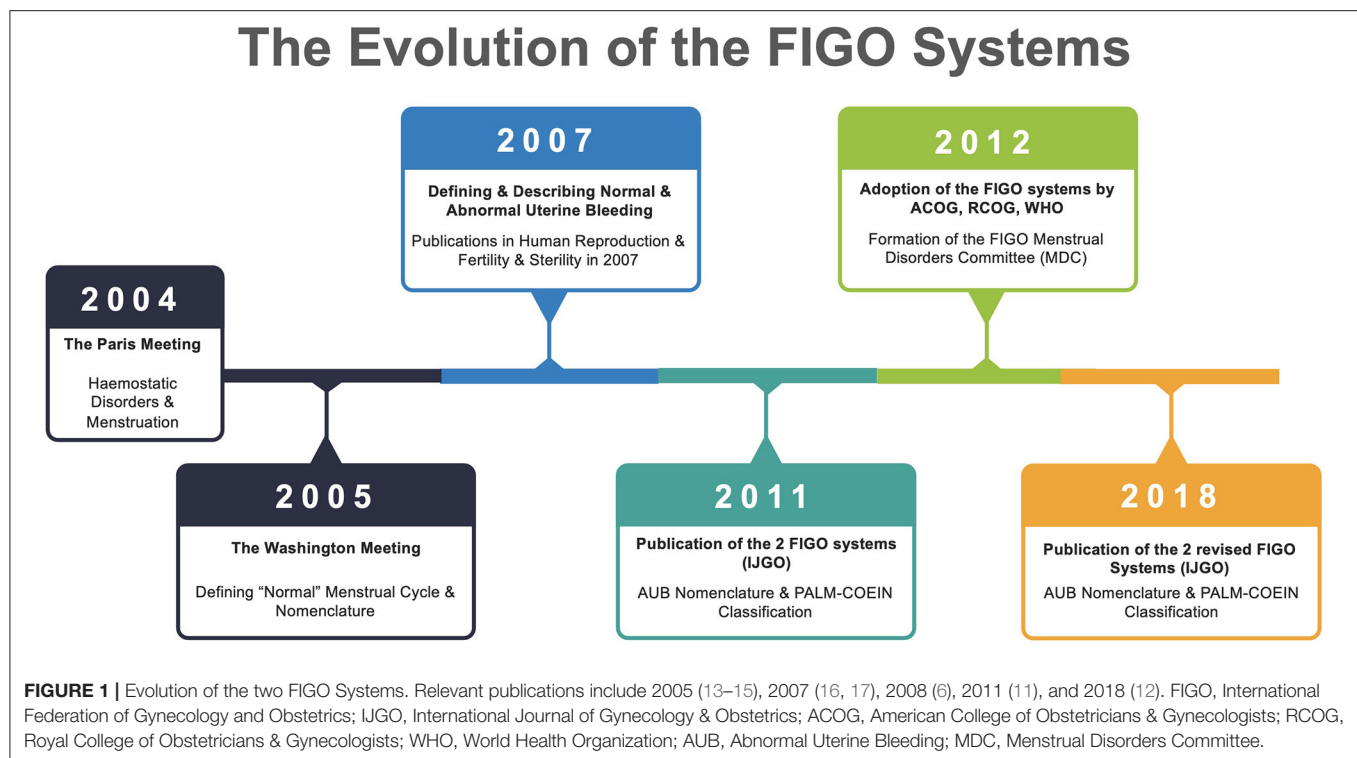 The Evolution of the FIGO Systems
2004
The Paris Meeting
Haemostatic
Disorders &
Menstruation
2005
The Washington Meeting
Defining “Normal” Menstrual Cycle &
Nomenclature
2007
Defining & Describing Normal &
Abnormal Uterine Bleeding
Publications in Human Reproduction &
Fertility & Sterility in 2007
2011
Publication of the 2 FIGO systems
(IJGO)
AUB Nomenclature & PALM-COEIN
Classification
2012
Adoption of the FIGO systems by
ACOG, RCOG, WHO
Formation of the FIGO Menstrual
Disorders Committee (MDC)
2018
Publication of the 2 revised FIGO
Systems (IJGO)
AUB Nomenclature & PALM-COEIN
Classification
FIGURE 1 | Evolution of the two FIGO Systems. Relevant publications include 2005 (13–15), 2007 (16, 17), 2008 (6), 2011 (11), and 2018 (12). FIGO, International
Federation of Gynecology and Obstetrics; IJGO, International Journal of Gynecology & Obstetrics; ACOG, American College of Obstetricians & Gynecologists; RCOG,
Royal College of Obstetricians & Gynecologists; WHO, World Health Organization; AUB, Abnormal Uterine Bleeding; MDC, Menstrual Disorders Committee.